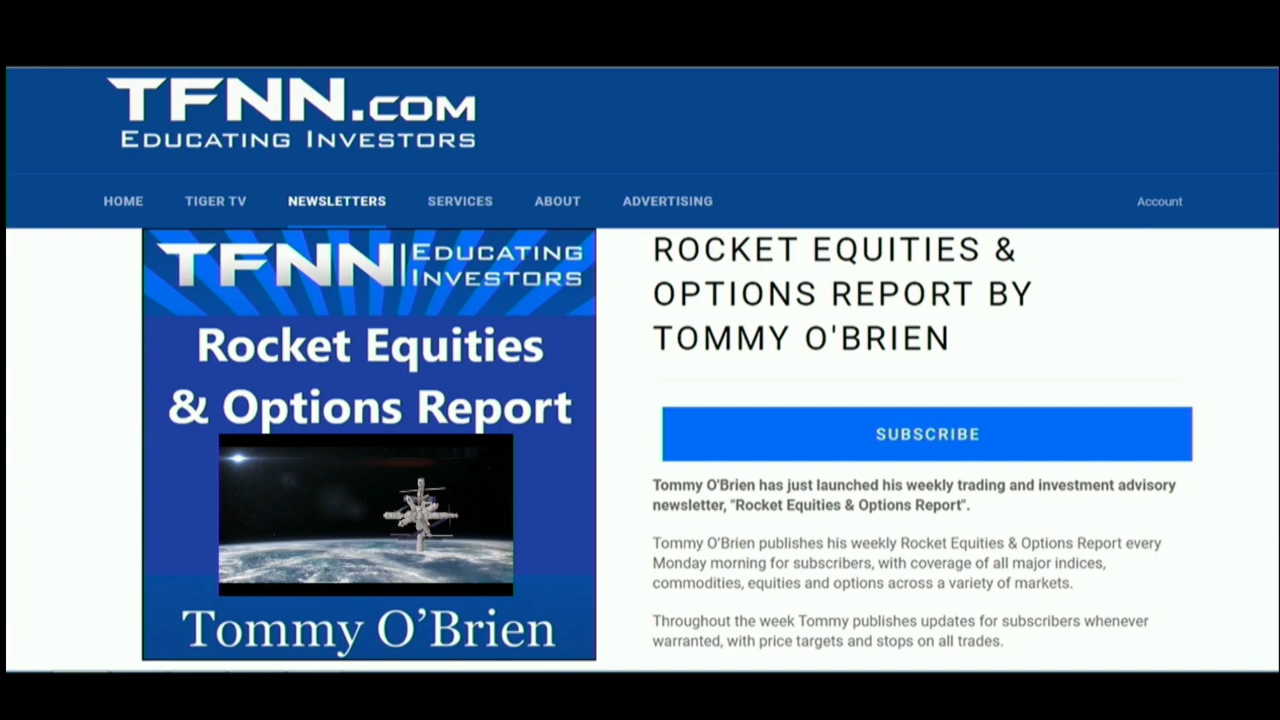 TFNN.COM
EDUCATING INVESTORS
HOME TIGER TV NEWSLETTERS SERVICES ABOUT ADVERTISING Account
TFNN|EDUCATING
INVESTORS
Rocket Equities
& Options Report
Tommy O’Brien
ROCKET EQUITIES &
OPTIONS REPORT BY
TOMMY O'BRIEN
SUBSCRIBE
Tommy O'Brien has just launched his weekly trading and investment advisory
newsletter, "Rocket Equities & Options Report".
Tommy O'Brien publishes his weekly Rocket Equities & Options Report every
Monday morning for subscribers, with coverage of all major indices,
commodities, equities and options across a variety of markets.
Throughout the week Tommy publishes updates for subscribers whenever
warranted, with price targets and stops on all trades.